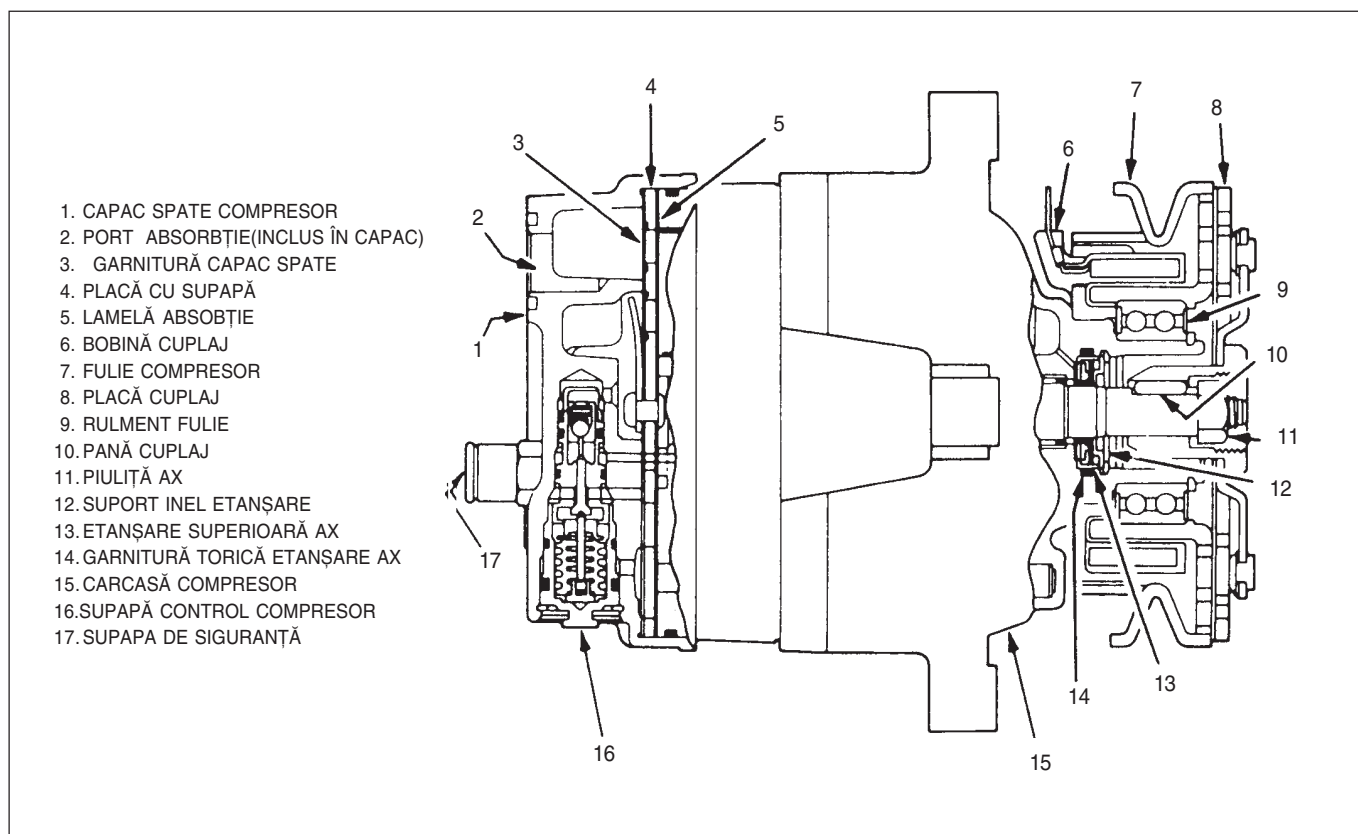 1. CAPAC SPATE COMPRESOR
2. PORT ABSORBȚIE(INCLUS ÎN CAPAC)
3. GARNITURĂ CAPAC SPATE
4. PLACĂ CU SUPAPĂ
5. LAMELĂ ABSOBȚIE
6. BOBINĂ CUPLAJ
7. FULIE COMPRESOR
8. PLACĂ CUPLAJ
9. RULMENT FULIE
10. PANĂ CUPLAJ
11. PIULIȚĂ AX
12. SUPORT INEL ETANȘARE
13. ETANȘARE SUPERIOARĂ AX
14. GARNITURĂ TORICĂ ETANȘARE AX
15. CARCASĂ COMPRESOR
16.SUPAPĂ CONTROL COMPRESOR
17. SUPAPA DE SIGURANȚĂ
4
7
5
8
3
6
2
9
1
10
11
12
17
13
14
16
15